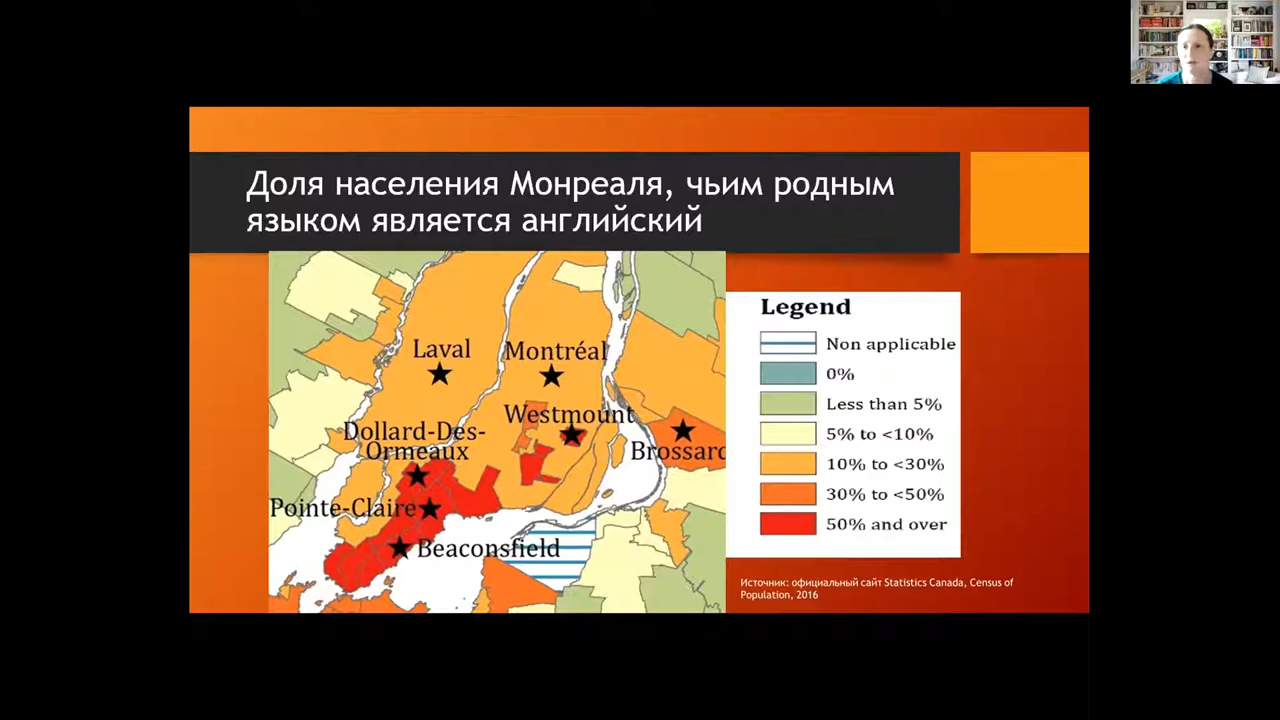 Доля населения Монреаля, чьим родным
языком является английский
Laval
Montréal
Westmount
Dollard-Des-
Ormeaux
Brossard
Pointe-Claire
Beaconsfield
Legend
Non applicable
0%
Less than 5%
5% to <10%
10% to <30%
30% to <50%
50% and over
Источник: официальный сайт Statistics Canada, Census of
Population, 2016